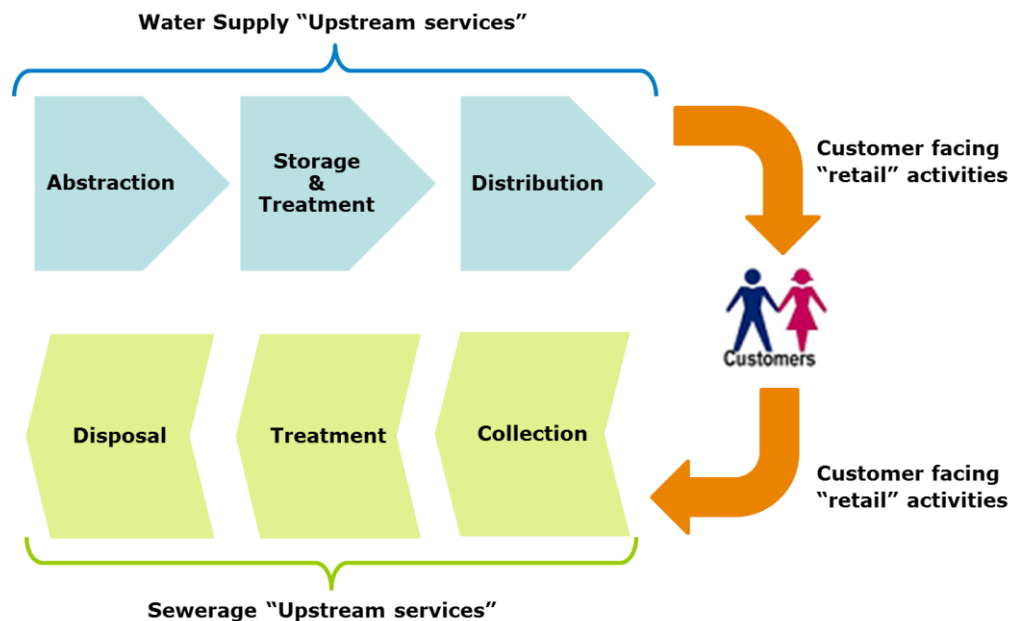 Water Supply “Upstream services”
Abstraction
Storage
&
Treatment
Distribution
Customer facing
“retail” activities
Customers
Disposal
Treatment
Collection
Customer facing
“retail” activities
Sewerage “Upstream services”